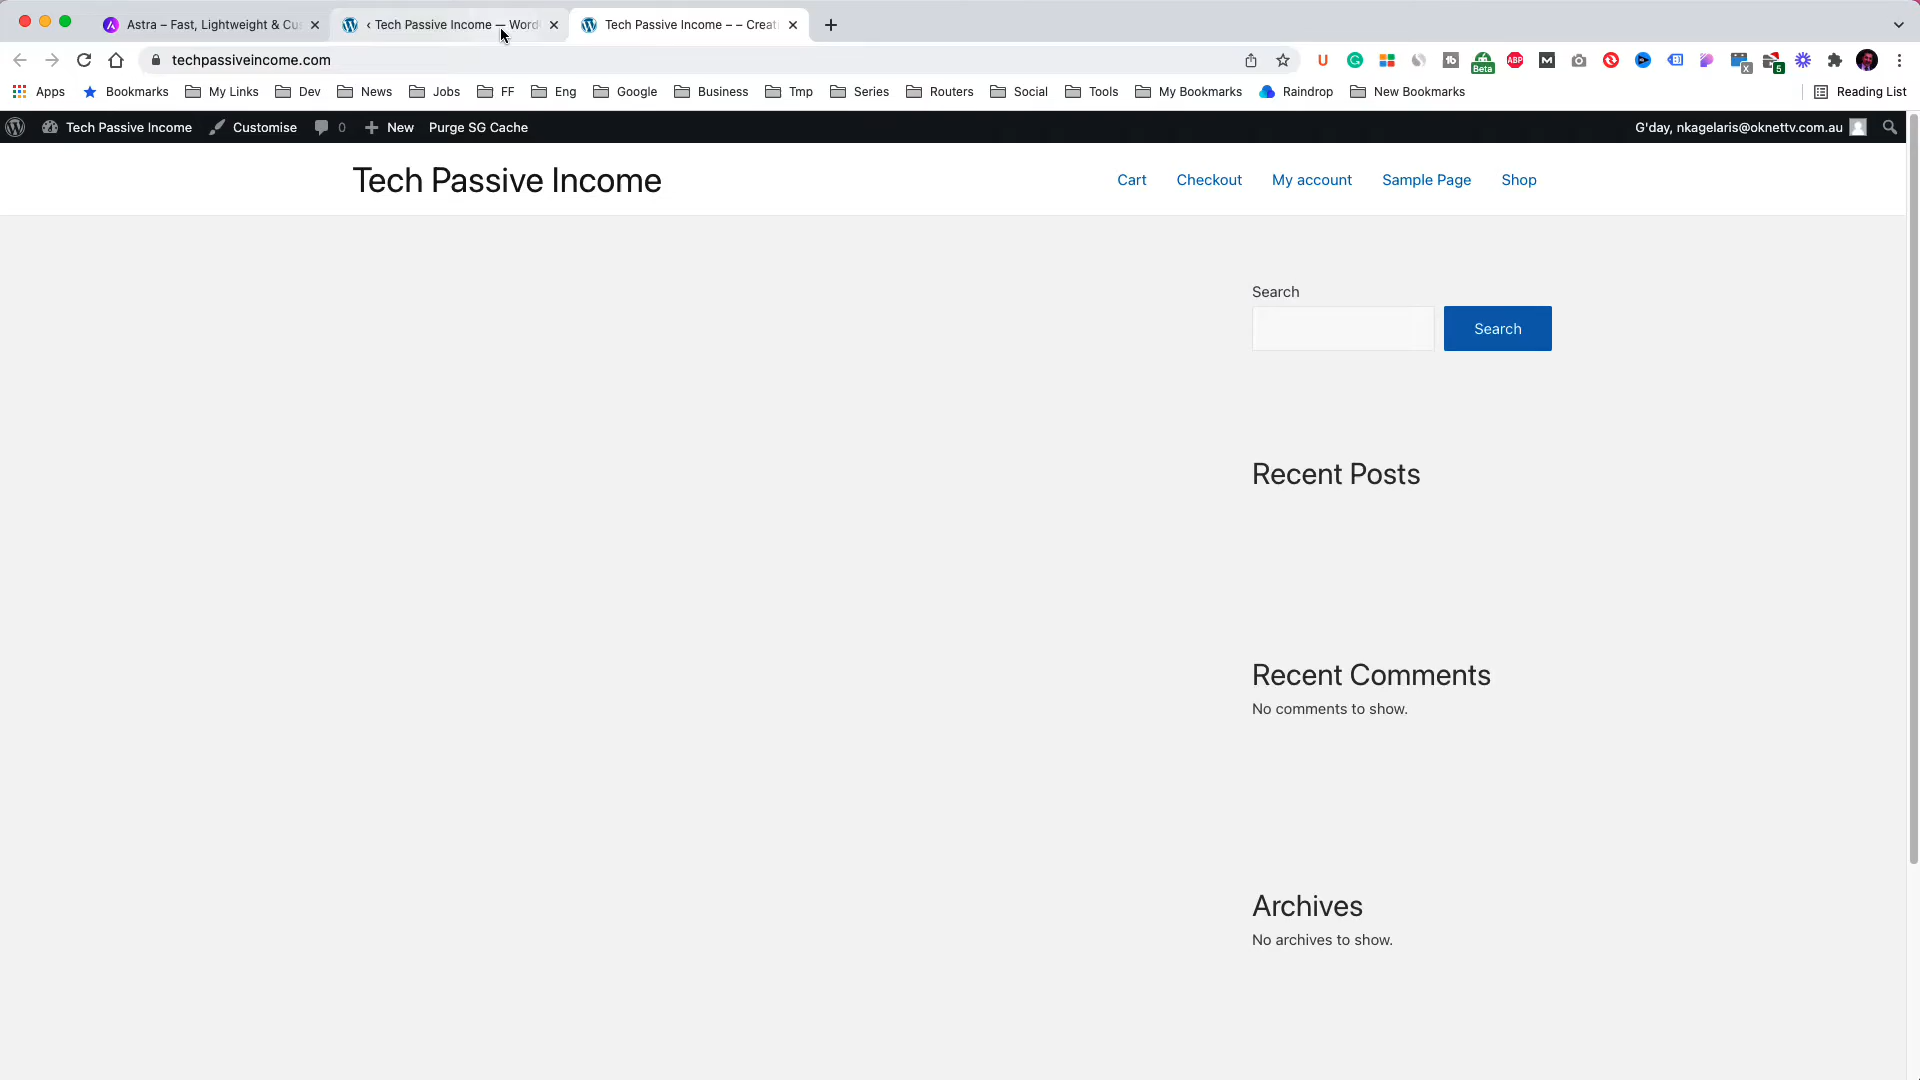 Astra – Fast, Lightweight & Cu
‹ Tech Passive Income — Word
Tech Passive Income – – Creat
techpassiveincome.com
Beta
ABP
X
5
Apps
Bookmarks
My Links
Dev
News
Jobs
FF
Eng
Google
Business
Tmp
Series
Routers
Social
Tools
My Bookmarks
Raindrop
New Bookmarks
Reading List
Tech Passive Income
Customise
0
New
Purge SG Cache
G'day, nkagelaris@oknettv.com.au
Tech Passive Income
Cart
Checkout
My account
Sample Page
Shop
Search
Search
Recent Posts
Recent Comments
No comments to show.
Archives
No archives to show.